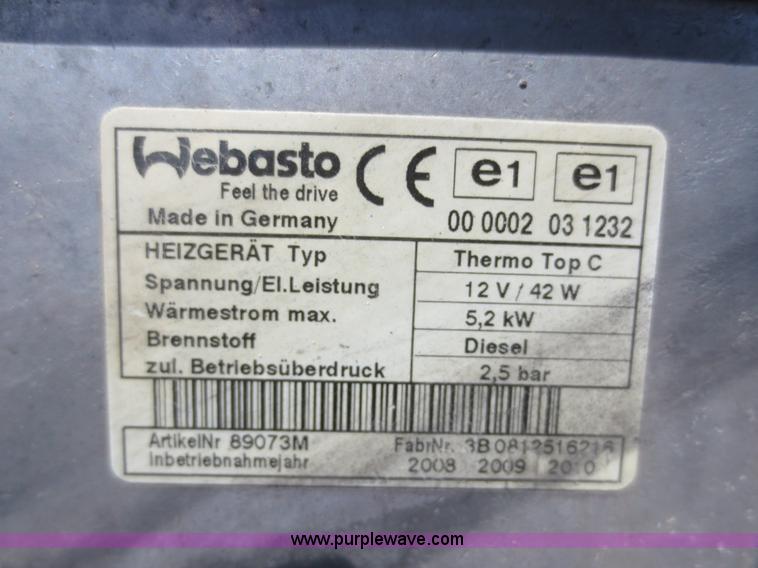 Webasto
Feel the drive
CE e1 e1
Made in Germany 00 0002 03 1232
HEIZGERÄT Typ Thermo Top C
Spannung/El.Leistung 12 V / 42 W
Wärmestrom max. 5,2 kW
Brennstoff Diesel
zul. Betriebsüberdruck 2,5 bar
ArtikelNr 89073M FabrNr. 3B0812516216
Inbetriebnahmejahr 2008 2009 2010
www.purplewave.com